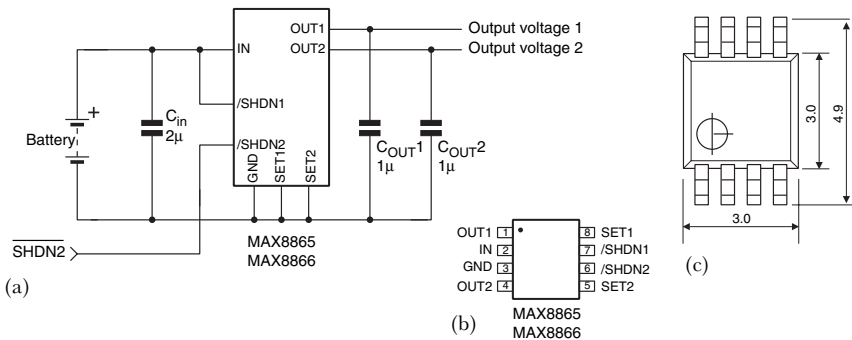 OUT1
Output voltage 1
OUT2
Output voltage 2
IN
/SHDN1
/SHDN2
GND
SET1
SET2
Battery
+
Cin
2μ
COUT1
1μ
COUT2
1μ
SHDN2
MAX8865
MAX8866
(a)
OUT1 1
IN 2
GND 3
OUT2 4
8 SET1
7 /SHDN1
6 /SHDN2
5 SET2
MAX8865
MAX8866
(b)
3.0
4.9
3.0
(c)